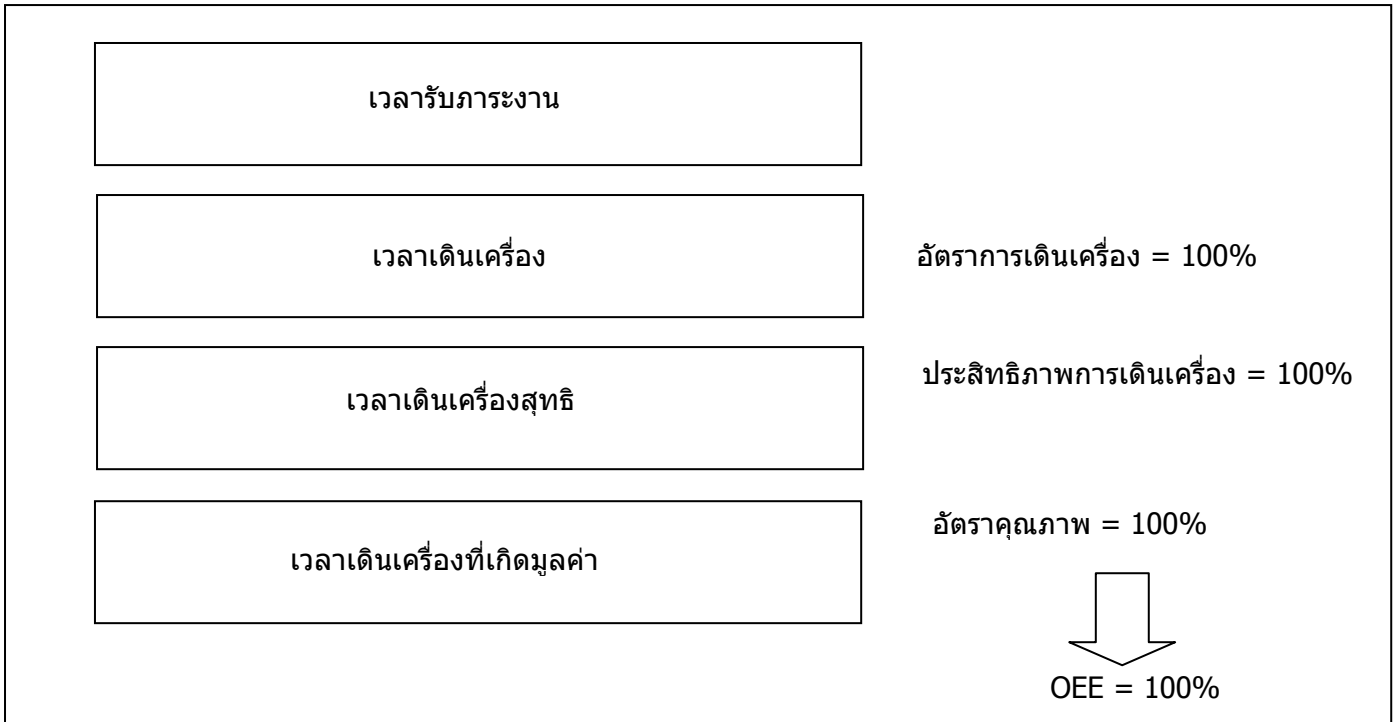 เวลารับภาระงาน
เวลาเดินเครื่อง
อัตราการเดินเครื่อง = 100%
ประสิทธิภาพการเดินเครื่อง = 100%
เวลาเดินเครื่องสุทธิ
อัตราคุณภาพ = 100%
เวลาเดินเครื่องที่เกิดมูลค่า
OEE = 100%